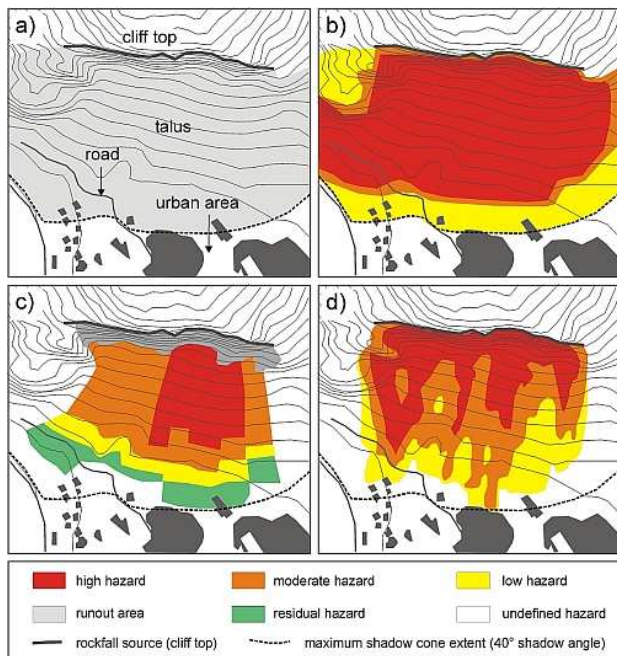 a)
cliff top
talus
road
urban area
b)
c)
d)
high hazard
moderate hazard
low hazard
runout area
residual hazard
undefined hazard
rockfall source (cliff top)
maximum shadow cone extent (40° shadow angle)